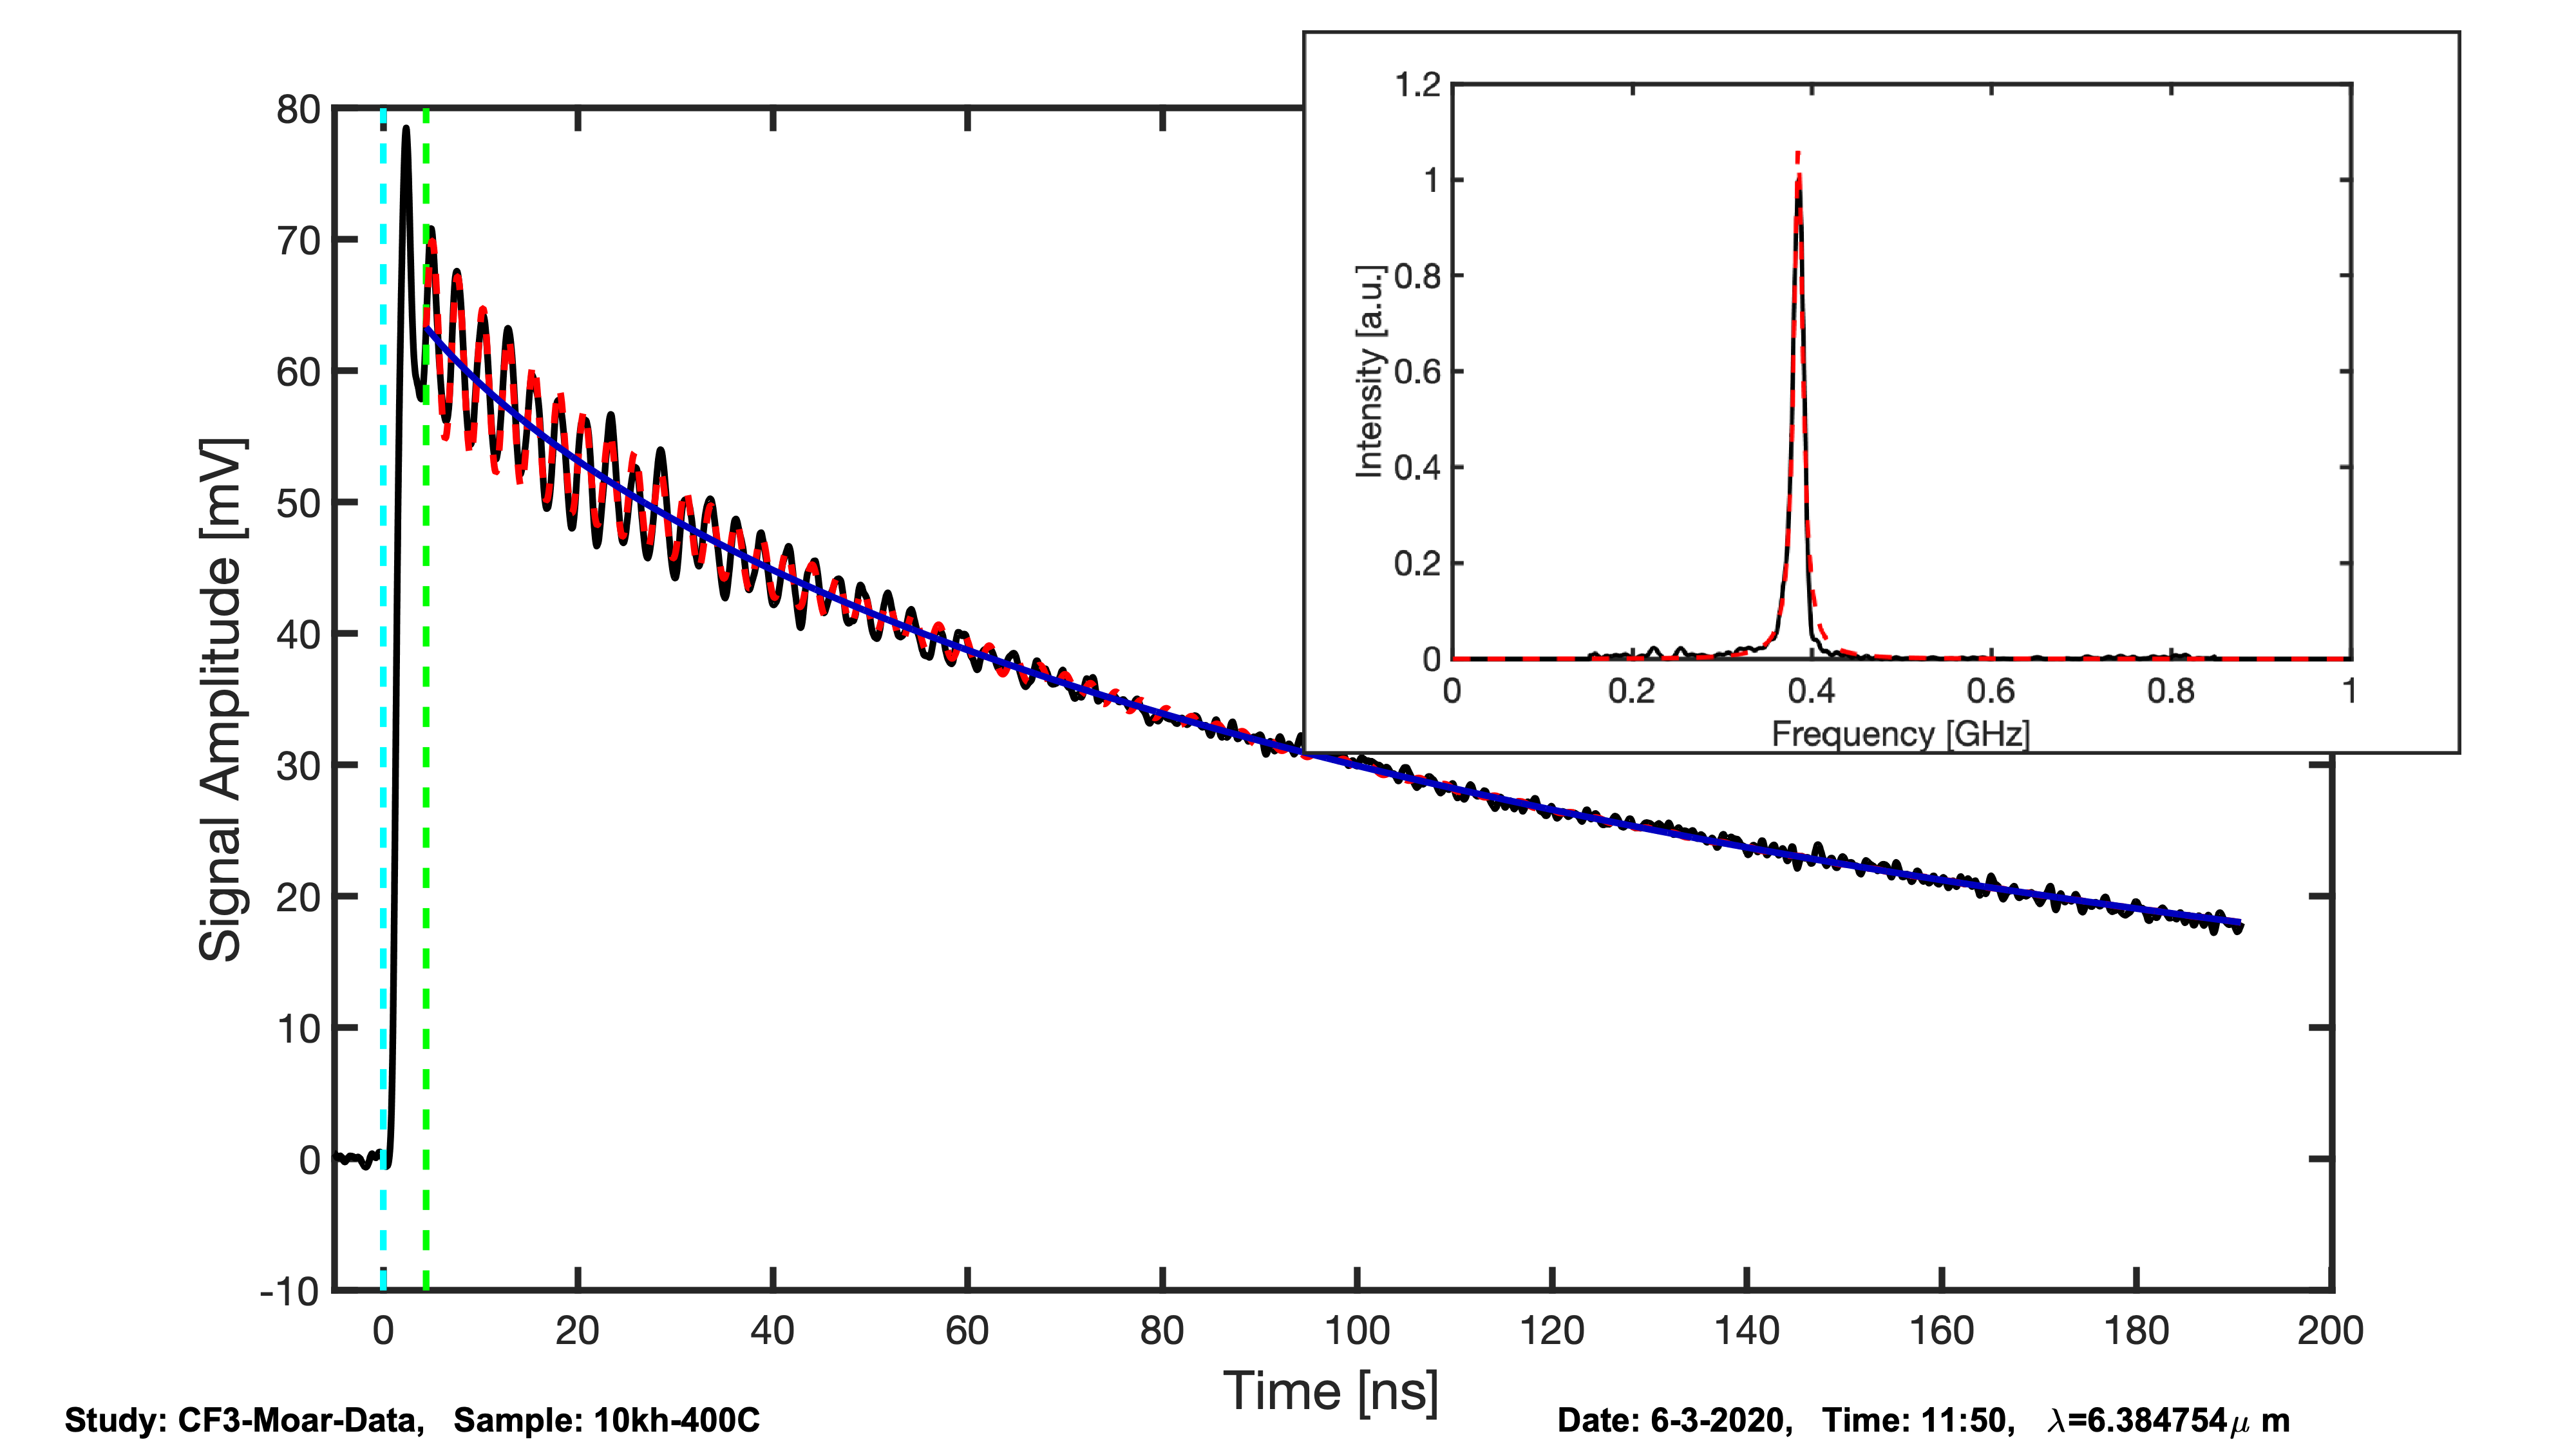 80
70
60
50
40
30
20
10
0
-10
Signal Amplitude [mV]
0 20 40 60 80 100 120 140 160 180 200
Time [ns]
1.2
1
0.8
0.6
0.4
0.2
0
Intensity [a.u.]
0 0.2 0.4 0.6 0.8 1
Frequency [GHz]
Study: CF3-Moar-Data, Sample: 10kh-400C
Date: 6-3-2020, Time: 11:50, λ=6.384754μ m